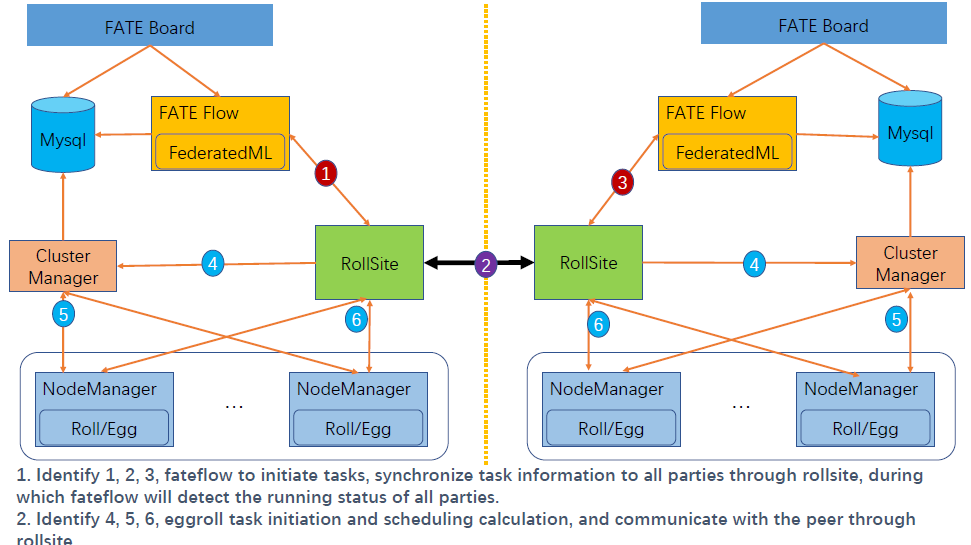 FATE Board
FATE Board
FATE Flow
FATE Flow
Mysql
FederatedML
FederatedML
Mysql
1
3
Cluster
Manager
4
RollSite
2
RollSite
4
Cluster
Manager
5
6
6
5
NodeManager
Roll/Egg
...
NodeManager
Roll/Egg
NodeManager
Roll/Egg
...
NodeManager
Roll/Egg
1. Identify 1, 2, 3, fateflow to initiate tasks, synchronize task information to all parties through rollsite, during
which fateflow will detect the running status of all parties.
2. Identify 4, 5, 6, eggroll task initiation and scheduling calculation, and communicate with the peer through
rollsite